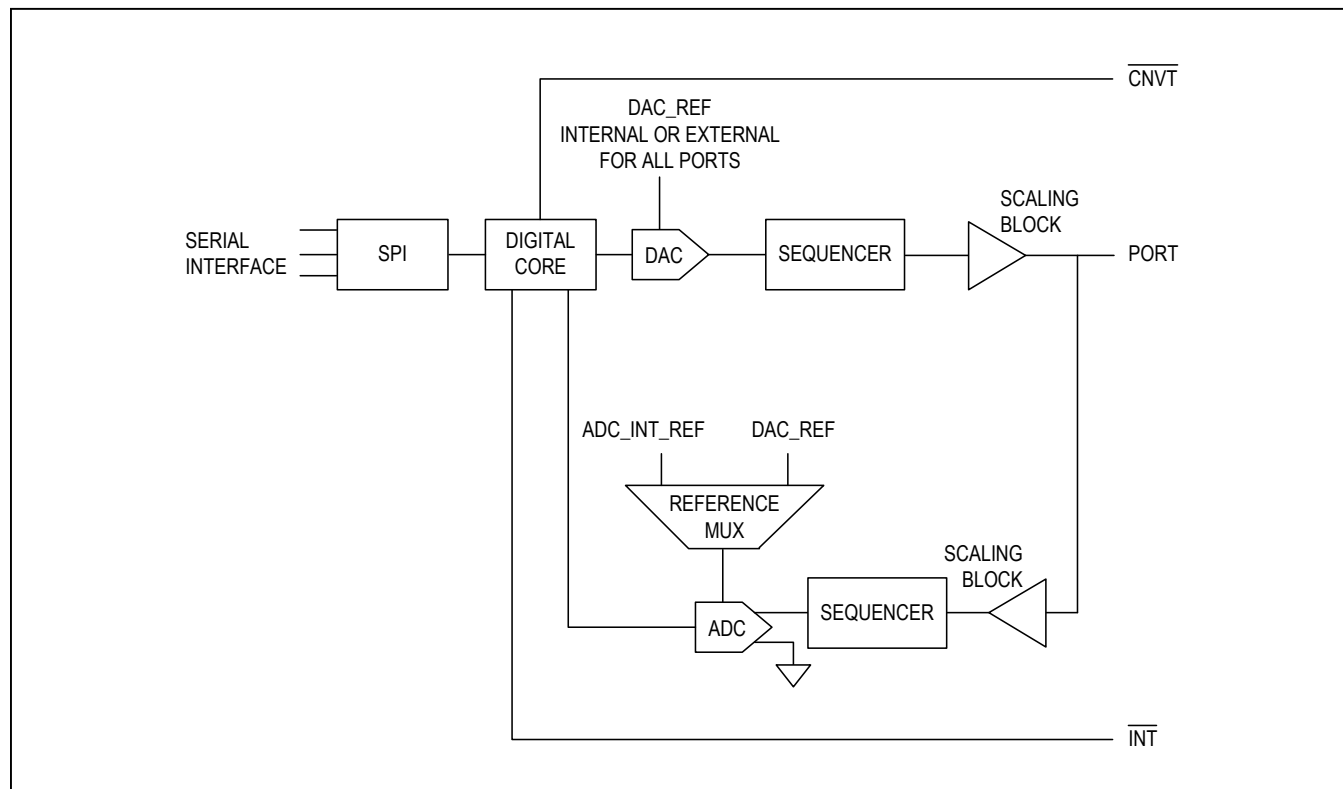 CNVT
DAC_REF
INTERNAL OR EXTERNAL
FOR ALL PORTS
SCALING
BLOCK
SERIAL
INTERFACE
SPI
DIGITAL
CORE
DAC
SEQUENCER
PORT
ADC_INT_REF
DAC_REF
REFERENCE
MUX
SCALING
BLOCK
ADC
SEQUENCER
INT